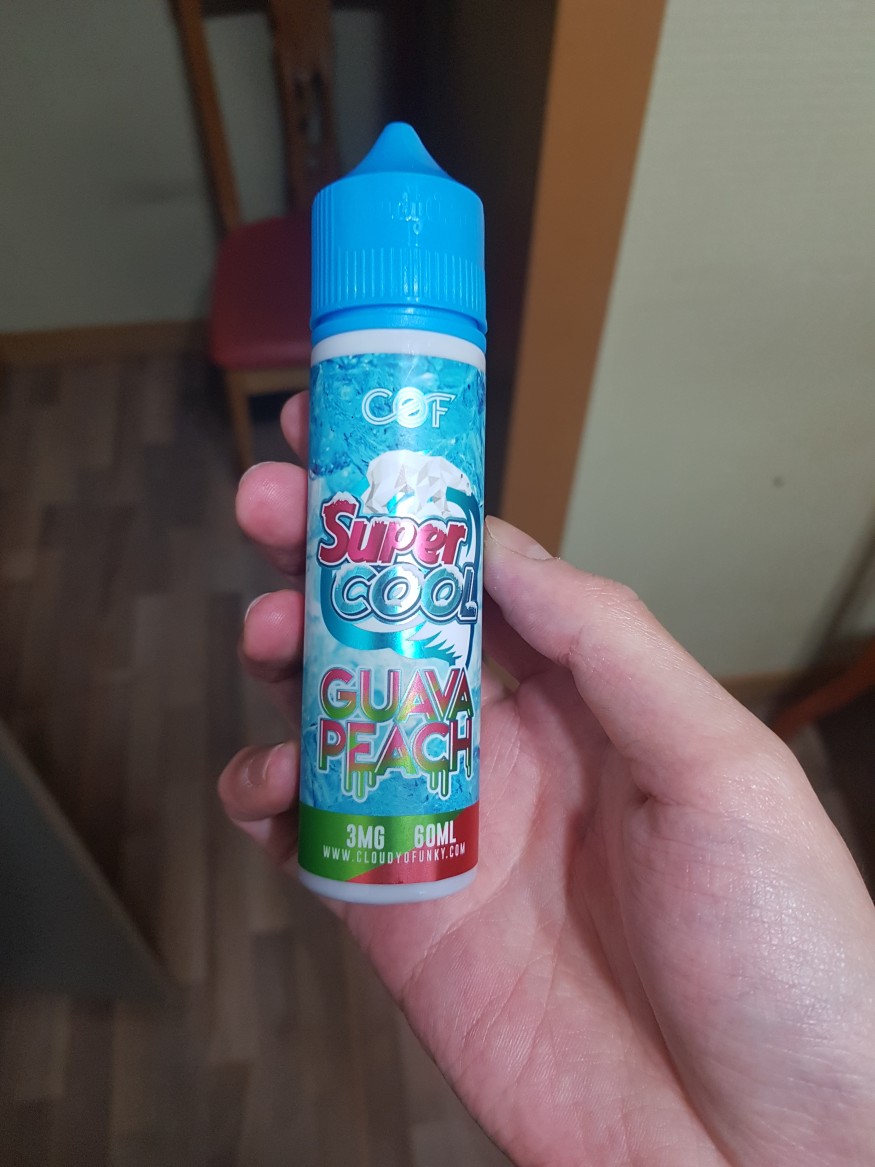 COF
Super
COOL
GUAVA
PEACH
3MG 60ML
WWW.CLOUDYOFUNKY.COM